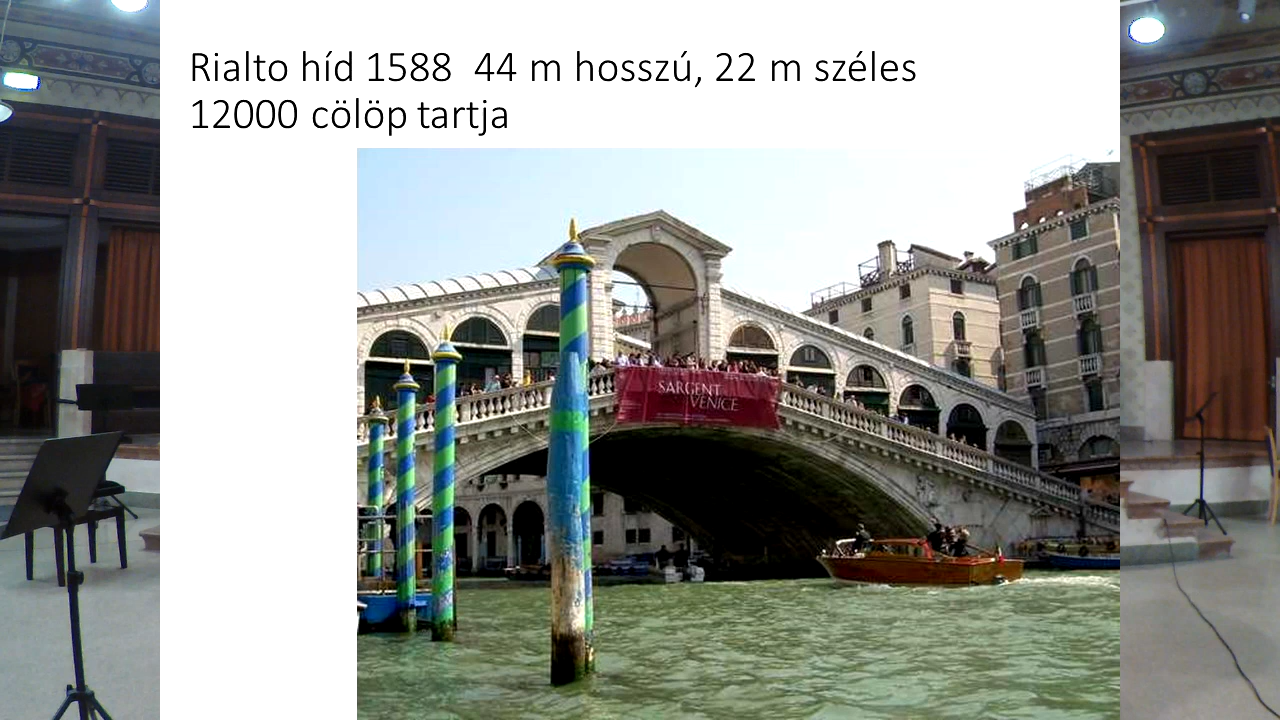 Rialto híd 1588  44 m hosszú, 22 m széles
12000 cölöp tartja
SARGENT
VENICE